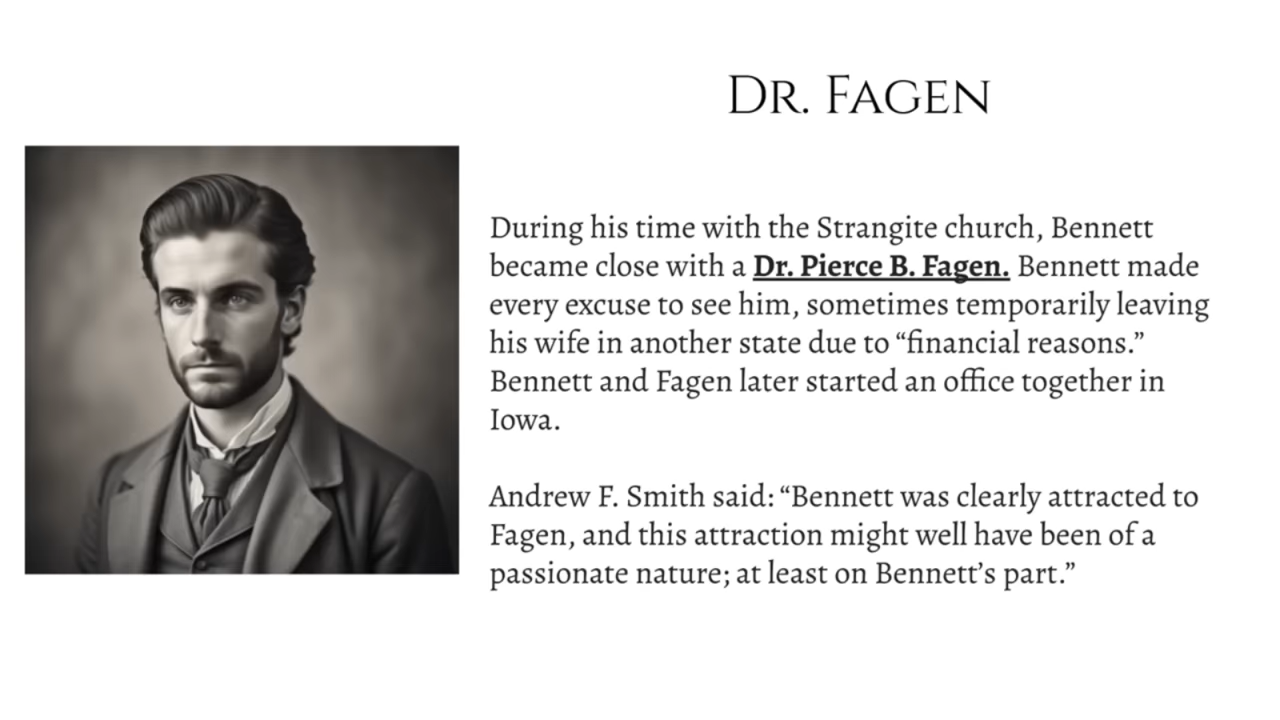 Dr. Fagen
During his time with the Strangite church, Bennett
became close with a Dr. Pierce B. Fagen. Bennett made
every excuse to see him, sometimes temporarily leaving
his wife in another state due to “financial reasons.”
Bennett and Fagen later started an office together in
Iowa.
Andrew F. Smith said: “Bennett was clearly attracted to
Fagen, and this attraction might well have been of a
passionate nature; at least on Bennett’s part.”